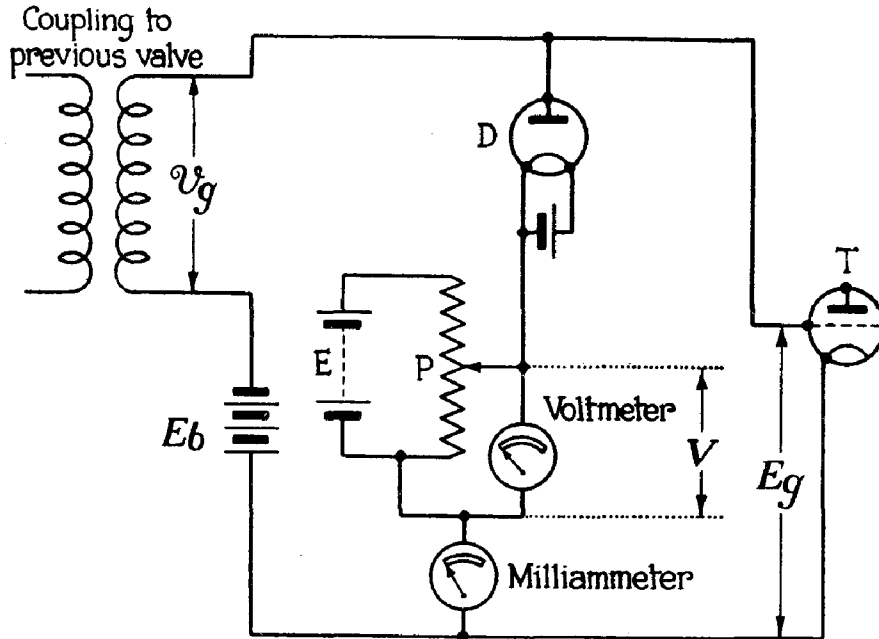 Coupling to
previous valve
D
vg
T
E
P
Eb
Voltmeter
V
Eg
Milliammeter